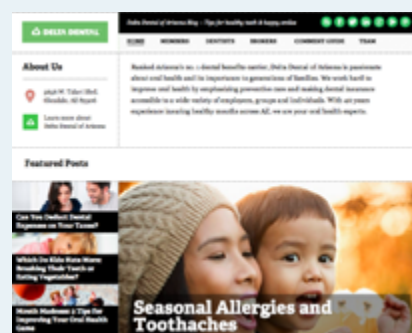 DELTA DENTAL
Delta Dental of Arizona Blog – Tips for healthy teeth & happy smiles
HOME MEMBERS DENTISTS BROKERS COMMENT GUIDE TEAM
About Us
Glendale, AZ
Learn more about
Delta Dental of Arizona
Ranked Arizona's no. 1 dental benefits carrier, Delta Dental of Arizona is passionate
about oral health and its importance to generations of families. We work hard to
improve oral health by emphasizing preventive care and making dental insurance
accessible to a wide variety of employers, groups and individuals. With 40 years
experience insuring healthy mouths across AZ, we are your oral health experts.
Featured Posts
Can You Deduct Dental
Expenses on Your Taxes?
Which Do Kids Hate More:
Brushing Their Teeth or
Eating Vegetables?
Mouth Madness: 5 Tips for
Improving Your Oral Health
Game
Seasonal Allergies and
Toothaches